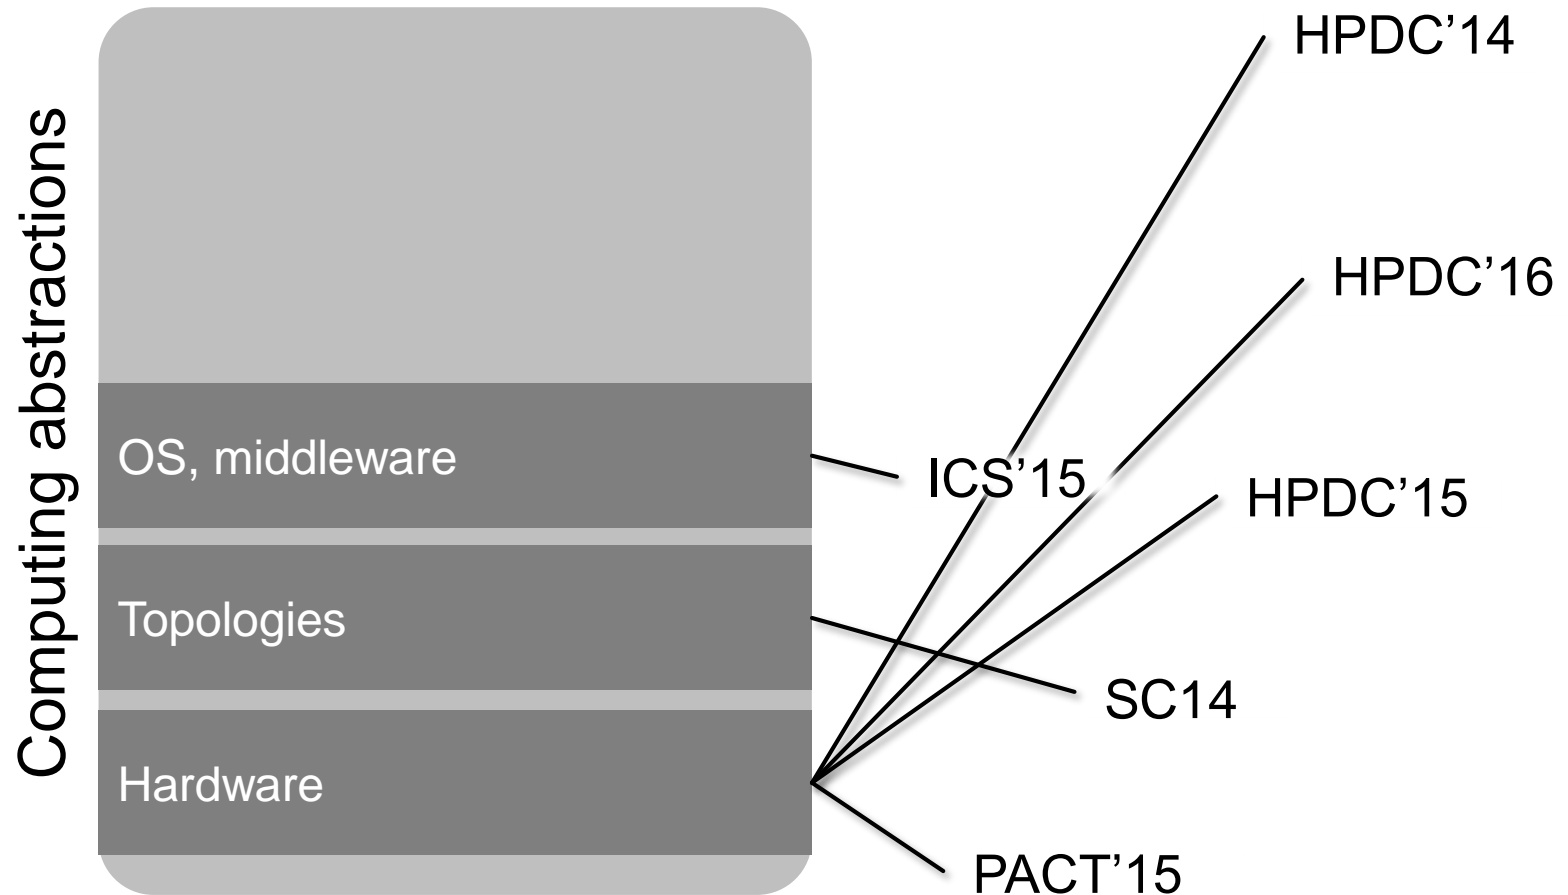 Computing abstractions
OS, middleware
Topologies
Hardware
HPDC’14
HPDC’16
ICS’15
HPDC’15
SC14
PACT’15